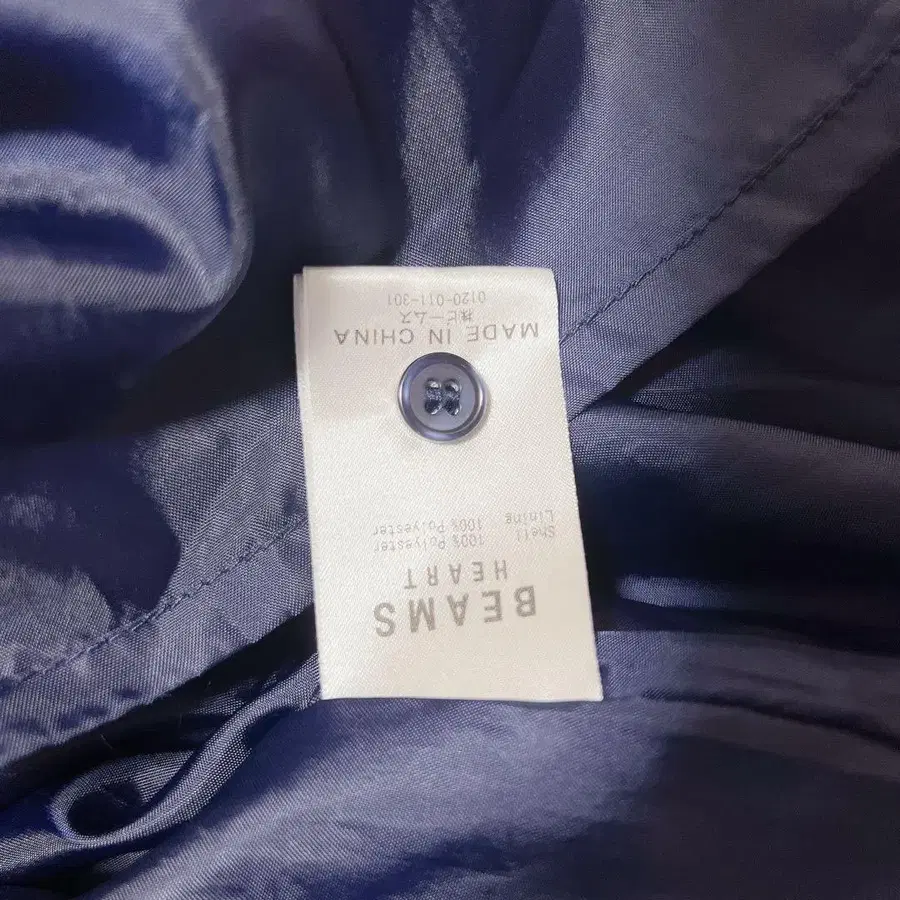 BEAMS
HEART
Shell 100% Polyester
Lining 100% Polyester
MADE IN CHINA
㈱ビームス
0120-011-301